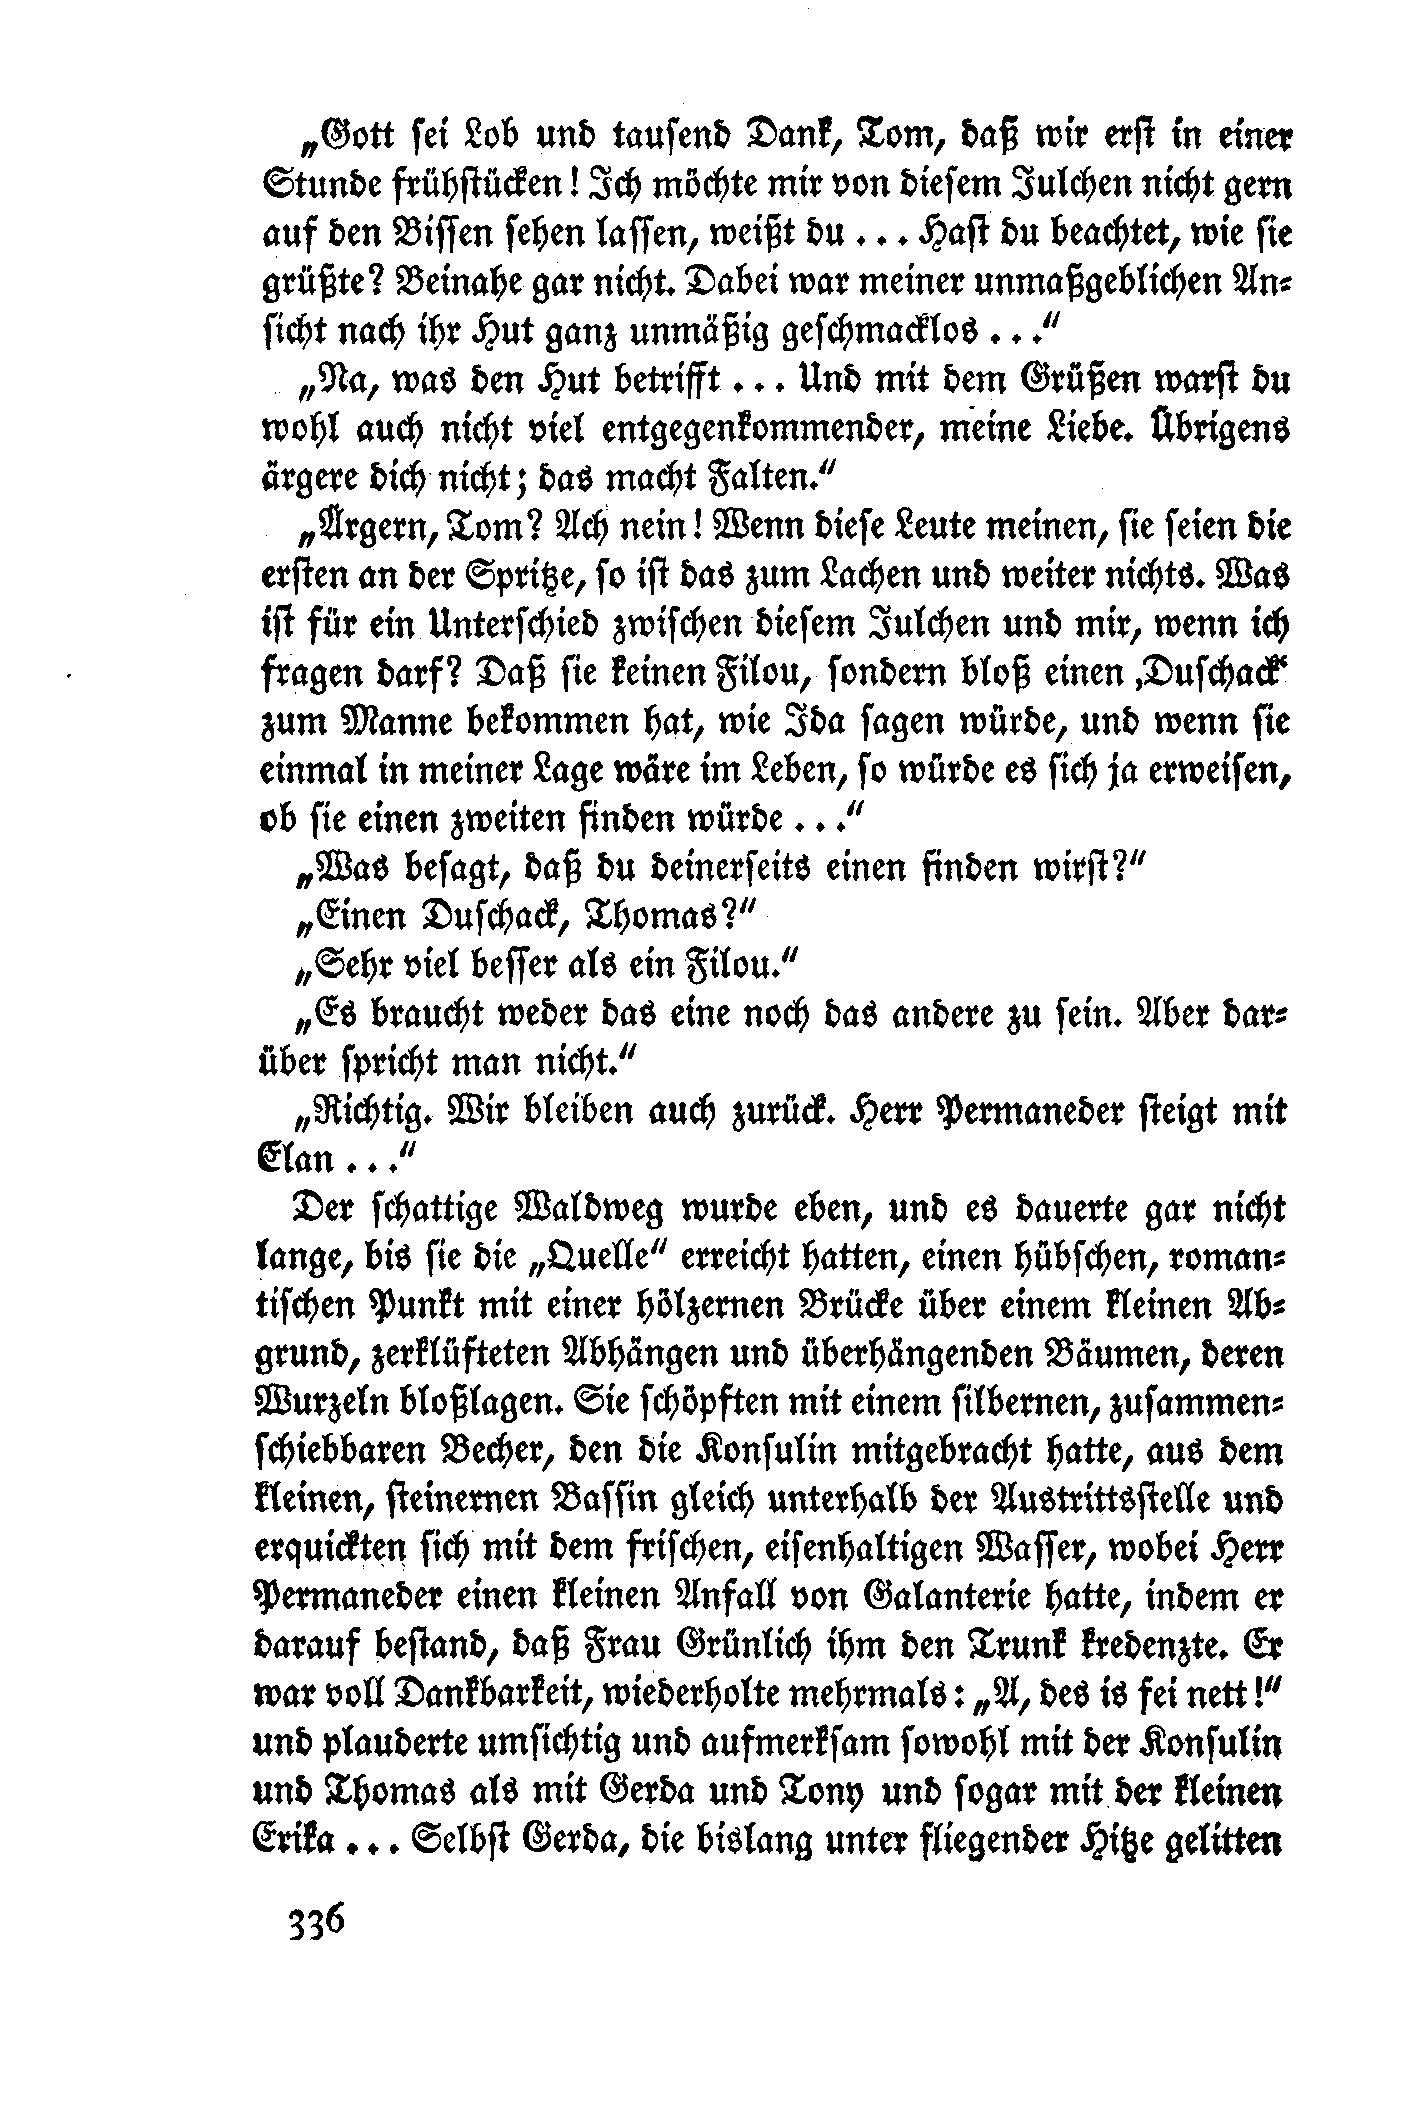 „Gott sei Lob und tausend Dank, Tom, daß wir erst in einer
Stunde frühstücken! Ich möchte mir von diesem Julchen nicht gern
auf den Bissen sehen lassen, weißt du . . . Hast du beachtet, wie sie
grüßte? Beinahe gar nicht. Dabei war meiner unmaßgeblichen An-
sicht nach ihr Hut ganz unmäßig geschmacklos . . .“
„Na, was den Hut betrifft . . . Und mit dem Grüßen warst du
wohl auch nicht viel entgegenkommender, meine Liebe. Übrigens
ärgere dich nicht; das macht Falten.“
„Ärgern, Tom? Ach nein! Wenn diese Leute meinen, sie seien die
ersten an der Spritze, so ist das zum Lachen und weiter nichts. Was
ist für ein Unterschied zwischen diesem Julchen und mir, wenn ich
fragen darf? Daß sie keinen Filou, sondern bloß einen ‚Duschack‘
zum Manne bekommen hat, wie Ida sagen würde, und wenn sie
einmal in meiner Lage wäre im Leben, so würde es sich ja erweisen,
ob sie einen zweiten finden würde . . .“
„Was besagt, daß du deinerseits einen finden wirst?“
„Einen Duschack, Thomas?“
„Sehr viel besser als ein Filou.“
„Es braucht weder das eine noch das andere zu sein. Aber dar-
über spricht man nicht.“
„Richtig. Wir bleiben auch zurück. Herr Permaneder steigt mit
Elan . . .“
Der schattige Waldweg wurde eben, und es dauerte gar nicht
lange, bis sie die „Quelle“ erreicht hatten, einen hübschen, roman-
tischen Punkt mit einer hölzernen Brücke über einem kleinen Ab-
grund, zerklüfteten Abhängen und überhängenden Bäumen, deren
Wurzeln bloßlagen. Sie schöpften mit einem silbernen, zusammen-
schiebbaren Becher, den die Konsulin mitgebracht hatte, aus dem
kleinen, steinernen Bassin gleich unterhalb der Austrittsstelle und
erquickten sich mit dem frischen, eisenhaltigen Wasser, wobei Herr
Permaneder einen kleinen Anfall von Galanterie hatte, indem er
darauf bestand, daß Frau Grünlich ihm den Trunk kredenzte. Er
war voll Dankbarkeit, wiederholte mehrmals: „A, des is fei nett!“
und plauderte umsichtig und aufmerksam sowohl mit der Konsulin
und Thomas als mit Gerda und Tony und sogar mit der kleinen
Erika . . . Selbst Gerda, die bislang unter fliegender Hitze gelitten
336